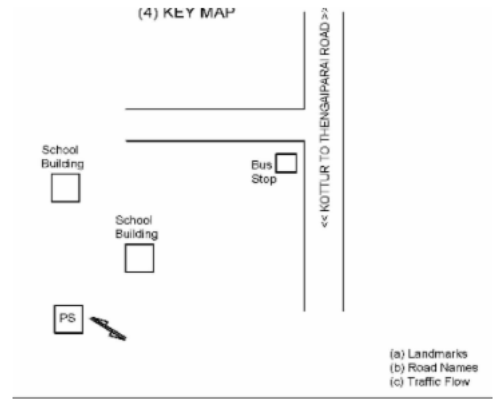 (4) KEY MAP
<< KOTTUR TO THENGAIPARAI ROAD >>
School
Building
Bus
Stop
School
Building
PS
(a) Landmarks
(b) Road Names
(c) Traffic Flow